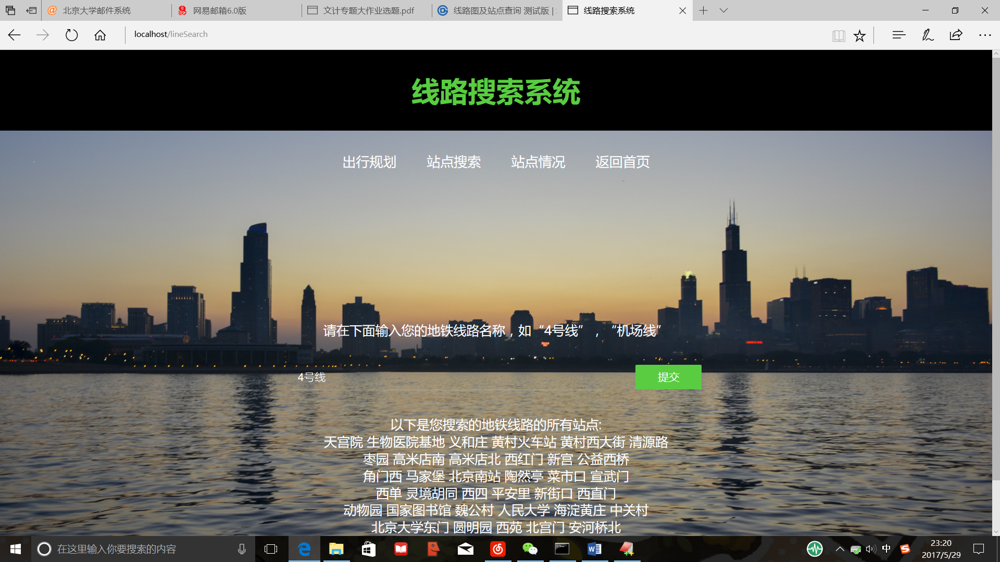 北京大学邮件系统
网易邮箱6.0版
文计专题大作业选题.pdf
线路图及站点查询 测试版 |
线路搜索系统
localhost/lineSearch
线路搜索系统
出行规划 站点搜索 站点情况 返回首页
请在下面输入您的地铁线路名称，如“4号线”，“机场线”
4号线
提交
以下是您搜索的地铁线路的所有站点:
天宫院 生物医院基地 义和庄 黄村火车站 黄村西大街 清源路
枣园 高米店南 高米店北 西红门 新宫 公益西桥
角门西 马家堡 北京南站 陶然亭 菜市口 宣武门
西单 灵境胡同 西四 平安里 新街口 西直门
动物园 国家图书馆 魏公村 人民大学 海淀黄庄 中关村
北京大学东门 圆明园 西苑 北宫门 安河桥北
在这里输入你要搜索的内容
中
23:20
2017/5/29